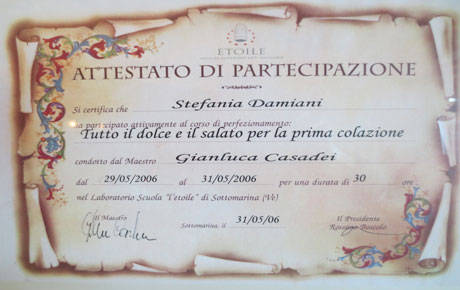 ETOILE
ATTESTATO DI PARTECIPAZIONE
Si certifica che Stefania Damiani
ha partecipato attivamente al corso di perfezionamento:
Tutto il dolce e il salato per la prima colazione
condotto dal Maestro Gianluca Casadei
dal 29/05/2006 al 31/05/2006 per una durata di 30 ore
nel Laboratorio Scuola "l'etoile" di Sottomarina (Ve)
Il Maestro Sottomarina, il 31/05/06 Il Presidente
Rossano Boscolo